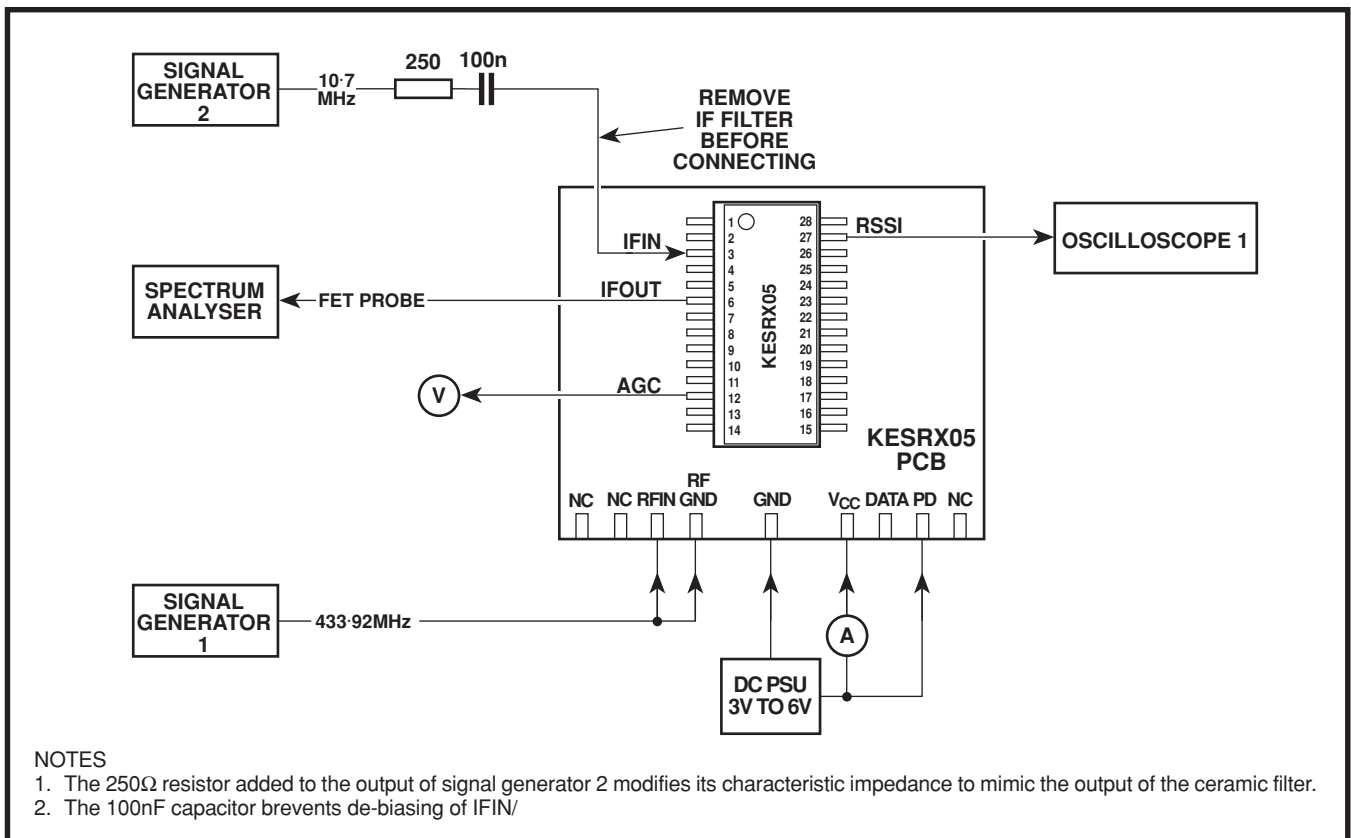 SIGNAL
GENERATOR
2
10·7
MHz
250
100n
REMOVE
IF FILTER
BEFORE
CONNECTING
IFIN
RSSI
OSCILLOSCOPE 1
SPECTRUM
ANALYSER
FET PROBE
IFOUT
V
AGC
KESRX05
1
2
3
4
5
6
7
8
9
10
11
12
13
14
28
27
26
25
24
23
22
21
20
19
18
17
16
15
KESRX05
PCB
NC
NC
RFIN
RF
GND
GND
VCC
DATA
PD
NC
SIGNAL
GENERATOR
1
433·92MHz
A
DC PSU
3V TO 6V
NOTES
1. The 250Ω resistor added to the output of signal generator 2 modifies its characteristic impedance to mimic the output of the ceramic filter.
2. The 100nF capacitor brevents de-biasing of IFIN/